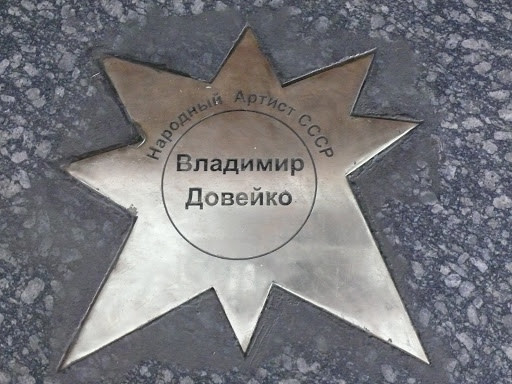 Народный Артист СССР
Владимир
Довейко